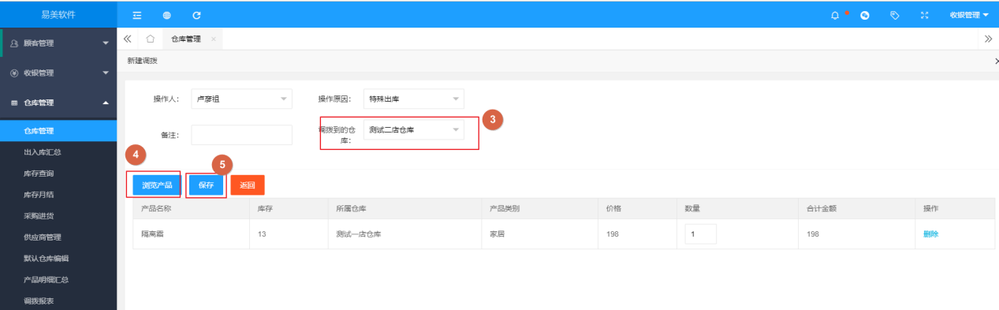 易美软件
收银管理
顾客管理
仓库管理
收银管理
新建调拨
仓库管理
操作人：
卢彦祖
操作原因：
特殊出库
3
备注：
调拨到的仓
库：
测试二店仓库
仓库管理
出入库汇总
库存查询
库存月结
采购进货
供应商管理
默认仓库编辑
产品明细汇总
调拨报表
4
5
浏览产品
保存
返回
产品名称 库存 所属仓库 产品类别 价格 数量 合计金额 操作
隔离霜 13 测试一店仓库 家居 198 1 198 删除